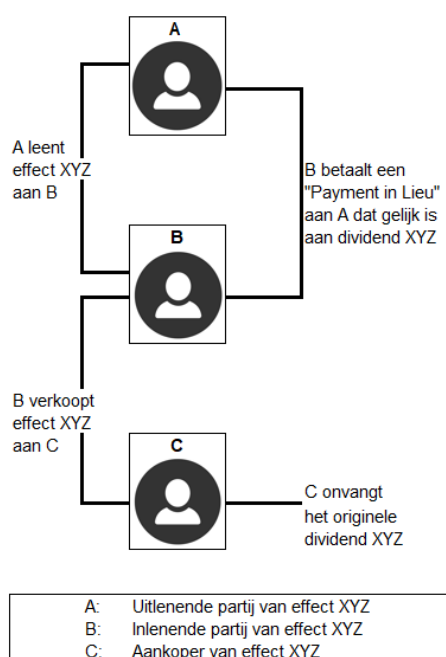 A
A leent
effect XYZ
aan B
B betaalt een
"Payment in Lieu"
aan A dat gelijk is
aan dividend XYZ
B
B verkoopt
effect XYZ
aan C
C
C onvangt
het originele
dividend XYZ
A: Uitlenende partij van effect XYZ
B: Inlenende partij van effect XYZ
C: Aankoper van effect XYZ